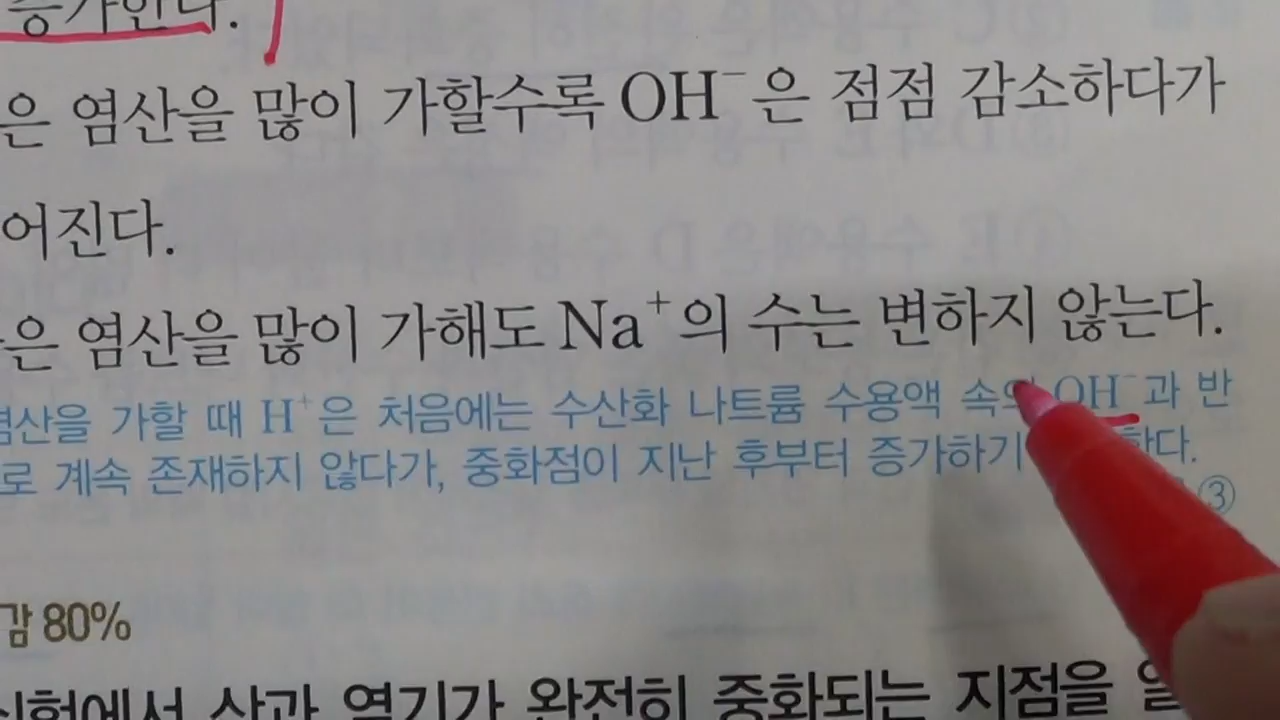 증가한다.
은 염산을 많이 가할수록 OH⁻은 점점 감소하다가
어진다.
은 염산을 많이 가해도 Na⁺의 수는 변하지 않는다.
염산을 가할 때 H⁺은 처음에는 수산화 나트륨 수용액 속의 OH⁻과 반
로 계속 존재하지 않다가, 중화점이 지난 후부터 증가하기
③
감 80%
실험에서 산과 염기가 완전히 중화되는 지점을